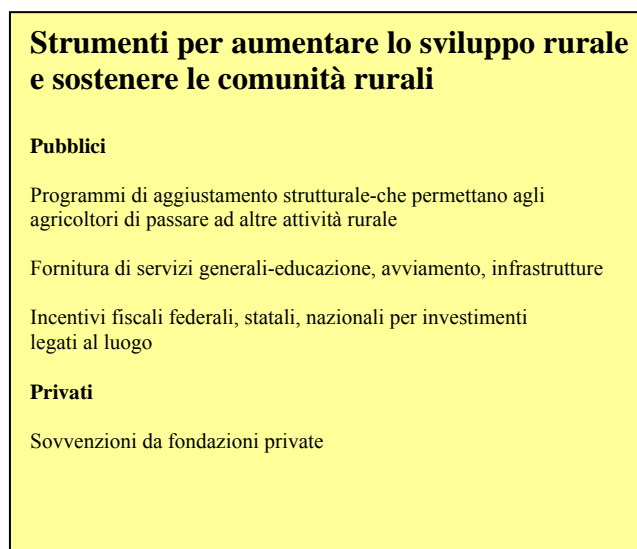 Strumenti per aumentare lo sviluppo rurale
e sostenere le comunità rurali
Pubblici
Programmi di aggiustamento strutturale-che permettano agli
agricoltori di passare ad altre attività rurale
Fornitura di servizi generali-educazione, avviamento, infrastrutture
Incentivi fiscali federali, statali, nazionali per investimenti
legati al luogo
Privati
Sovvenzioni da fondazioni private